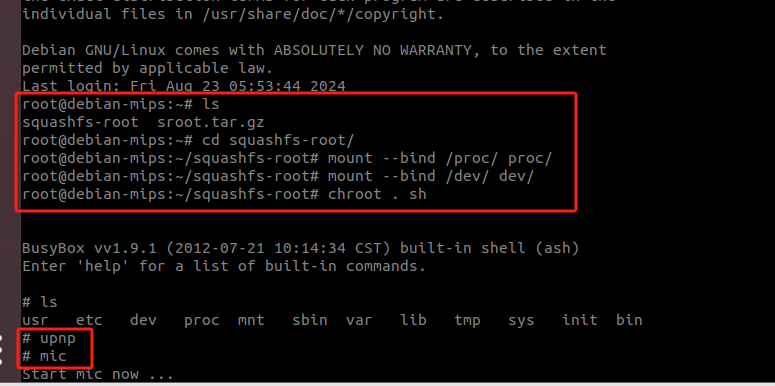 individual files in /usr/share/doc/*/copyright.
Debian GNU/Linux comes with ABSOLUTELY NO WARRANTY, to the extent
permitted by applicable law.
Last login: Fri Aug 23 05:53:44 2024
root@debian-mips:~# ls
squashfs-root  sroot.tar.gz
root@debian-mips:~# cd squashfs-root/
root@debian-mips:~/squashfs-root# mount --bind /proc/ proc/
root@debian-mips:~/squashfs-root# mount --bind /dev/ dev/
root@debian-mips:~/squashfs-root# chroot . sh
BusyBox vv1.9.1 (2012-07-21 10:14:34 CST) built-in shell (ash)
Enter 'help' for a list of built-in commands.
# ls
usr   etc   dev   proc  mnt   sbin  var   lib   tmp   sys   init  bin
# upnp
# mic
Start mic now ...